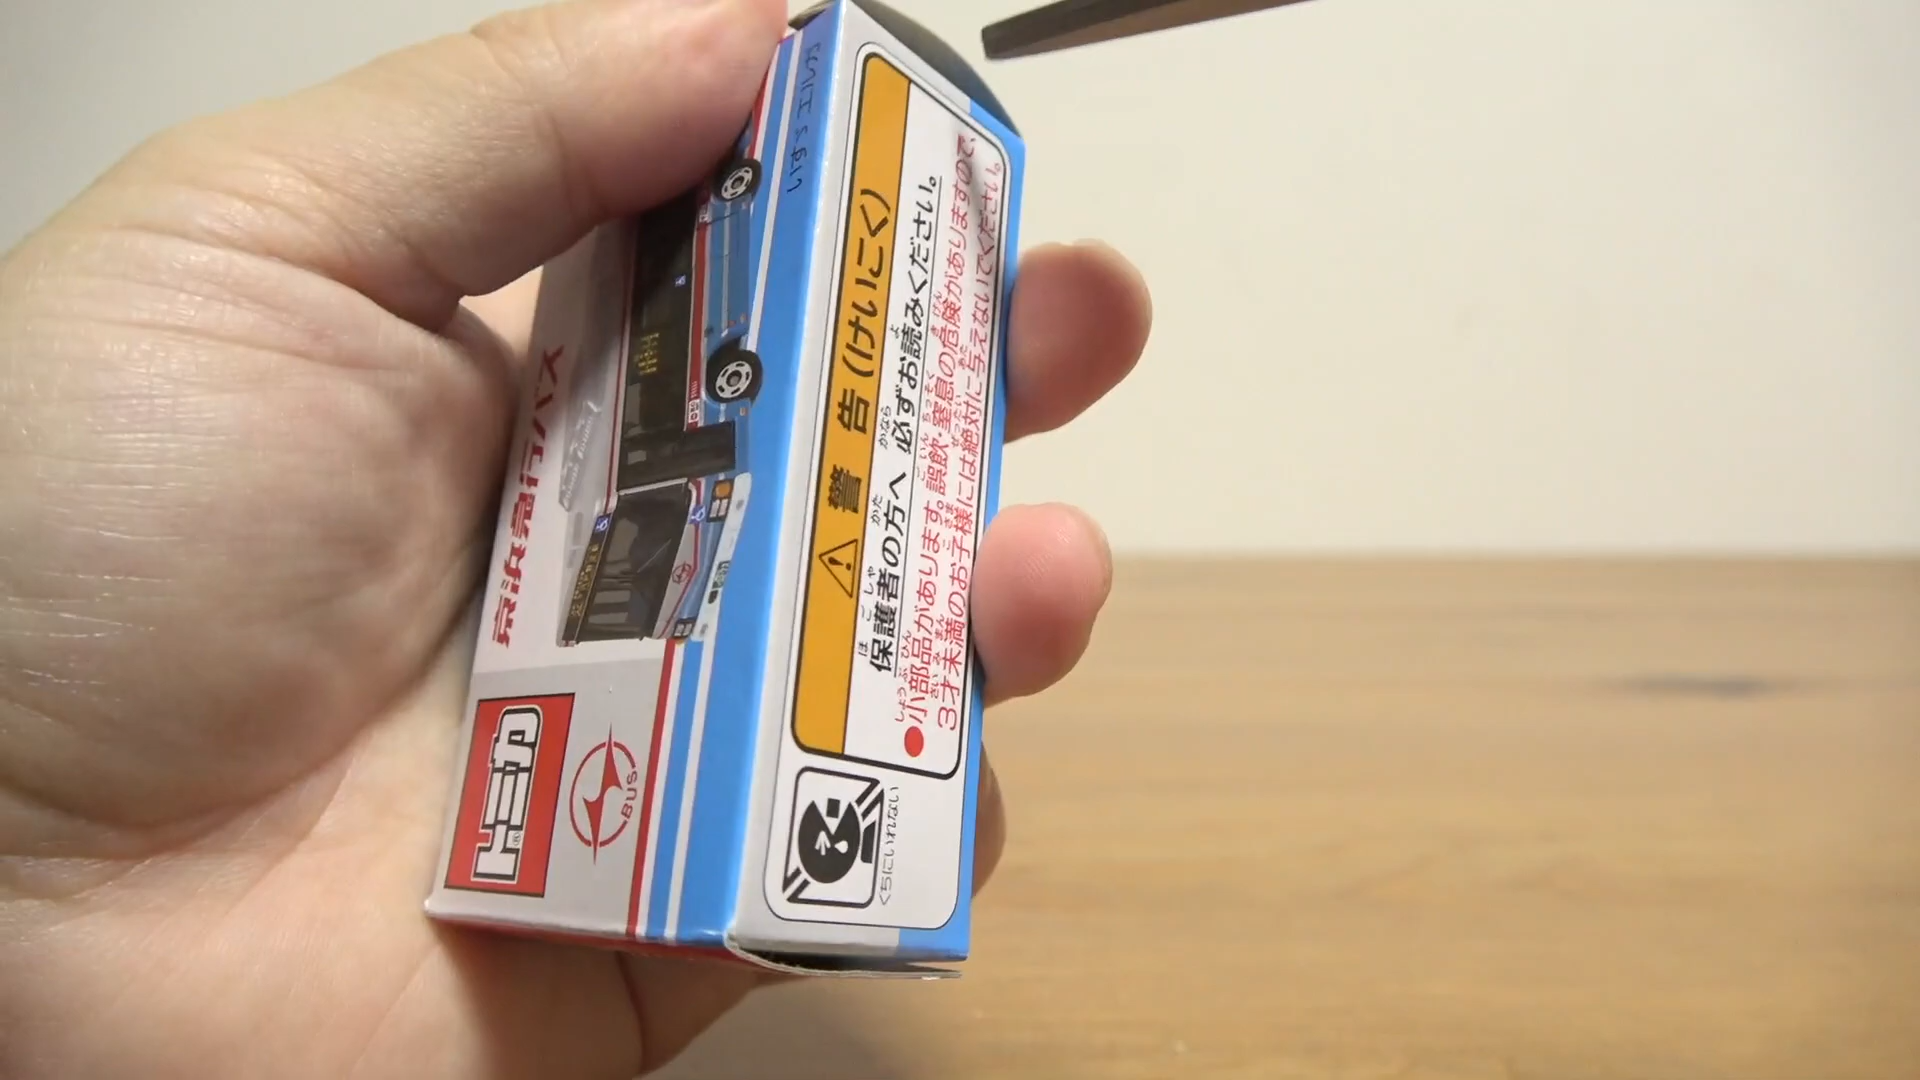 京浜急行バス
トミカ
BUS
いすゞ エルガ
警告(けいこく)
保護者の方へ 必ずお読みください。
●小部品があります。誤飲・窒息の危険がありますので、
3才未満のお子様には絶対に与えないでください。
くちにいれない